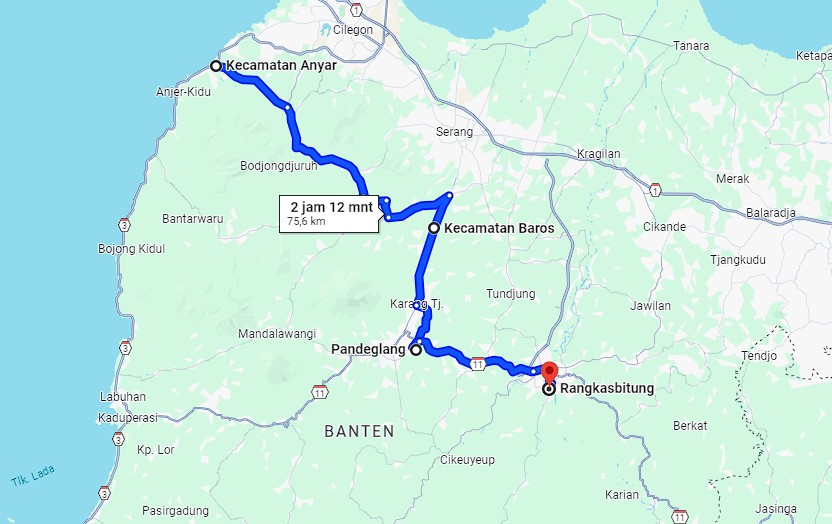 1
Cilegon
Tanara
Ketapa
Kecamatan Anyar
Anjer-Kidu
Serang
Kragilan
Bodjongdjuruh
Merak
1
2 jam 12 mnt
75,6 km
Balaradja
Bantarwaru
3
Kecamatan Baros
Cikande
Bojong Kidul
Tjangkudu
Tundjung
Karang Tj.
Jawilan
Mandalawangi
3
Pandeglang
Tendjo
11
11
Rangkasbitung
Labuhan
Kaduperasi
3
BANTEN
Berkat
Kp. Lor
Cikeuyeup
Tlk. Lada
3
Karian
Pasirgadung
11
Jasinga